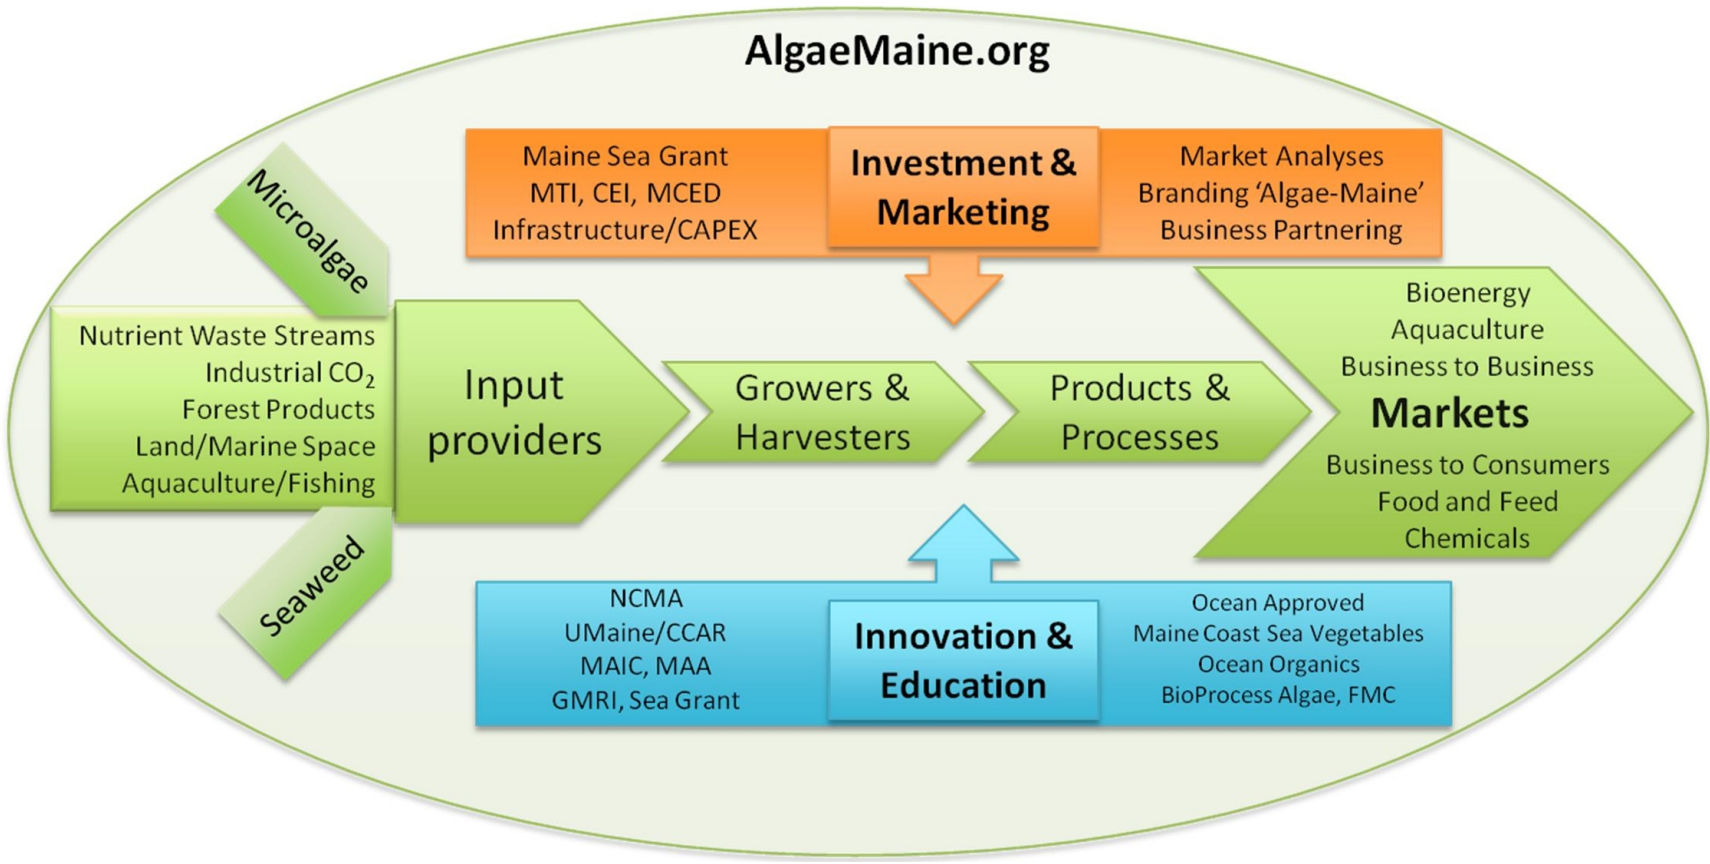 AlgaeMaine.org
Maine Sea Grant
MTI, CEI, MCED
Infrastructure/CAPEX
Investment &
Marketing
Market Analyses
Branding ‘Algae-Maine’
Business Partnering
Microalgae
Nutrient Waste Streams
Industrial CO₂
Forest Products
Land/Marine Space
Aquaculture/Fishing
Seaweed
Input
providers
Growers &
Harvesters
Products &
Processes
Bioenergy
Aquaculture
Business to Business
Markets
Business to Consumers
Food and Feed
Chemicals
NCMA
UMaine/CCAR
MAIC, MAA
GMRI, Sea Grant
Innovation &
Education
Ocean Approved
Maine Coast Sea Vegetables
Ocean Organics
BioProcess Algae, FMC